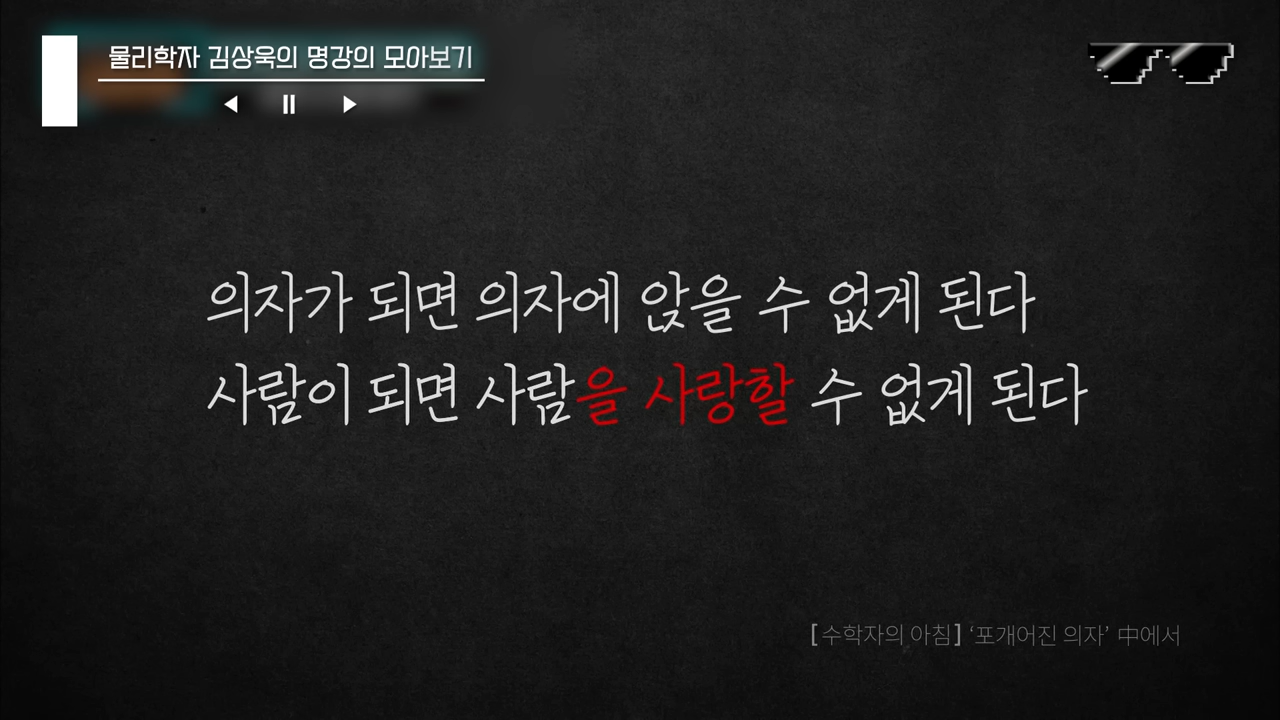 물리학자 김상욱의 명강의 모아보기
의자가 되면 의자에 앉을 수 없게 된다
사람이 되면 사람을 사랑할 수 없게 된다
[수학자의 아침] ‘포개어진 의자’ 中에서